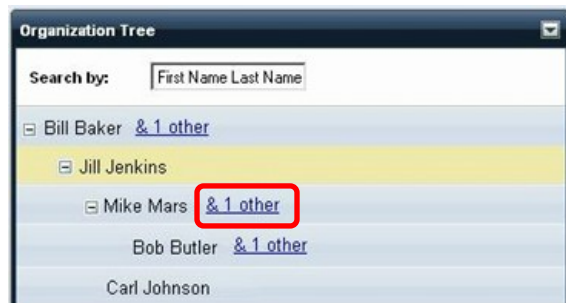 Organization Tree
Search by: First Name Last Name
Bill Baker & 1 other
Jill Jenkins
Mike Mars & 1 other
Bob Butler & 1 other
Carl Johnson